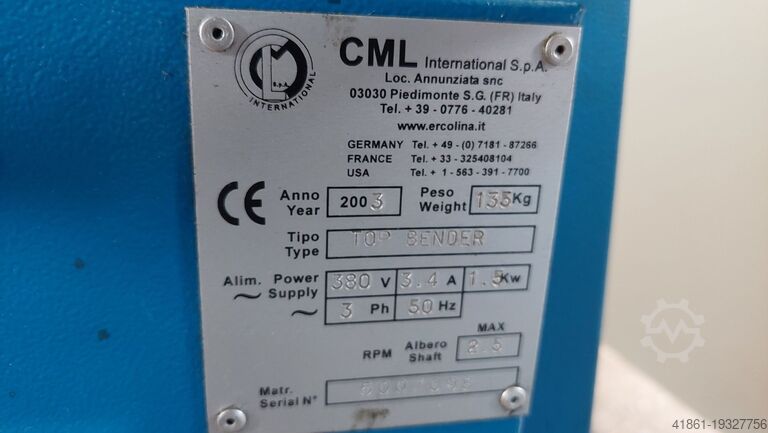 CML International S.p.A.
Loc. Annunziata snc
03030 Piedimonte S.G. (FR) Italy
Tel. + 39 - 0776 - 40281
www.ercolina.it
S.p.A.
INTERNATIONAL
GERMANY Tel. + 49 - (0) 7181 - 87266
FRANCE Tel. + 33 - 325408104
USA Tel. + 1 - 563 - 391 - 7700
CE
Anno Year 2003 Peso Weight 135 Kg
Tipo Type TOP BENDER
Alim. Power Supply 380 V 3.4 A 1.5 Kw
~ ~ 3 Ph 50 Hz
MAX
RPM Albero Shaft 2.5
Matr. Serial N°
41861-19327756